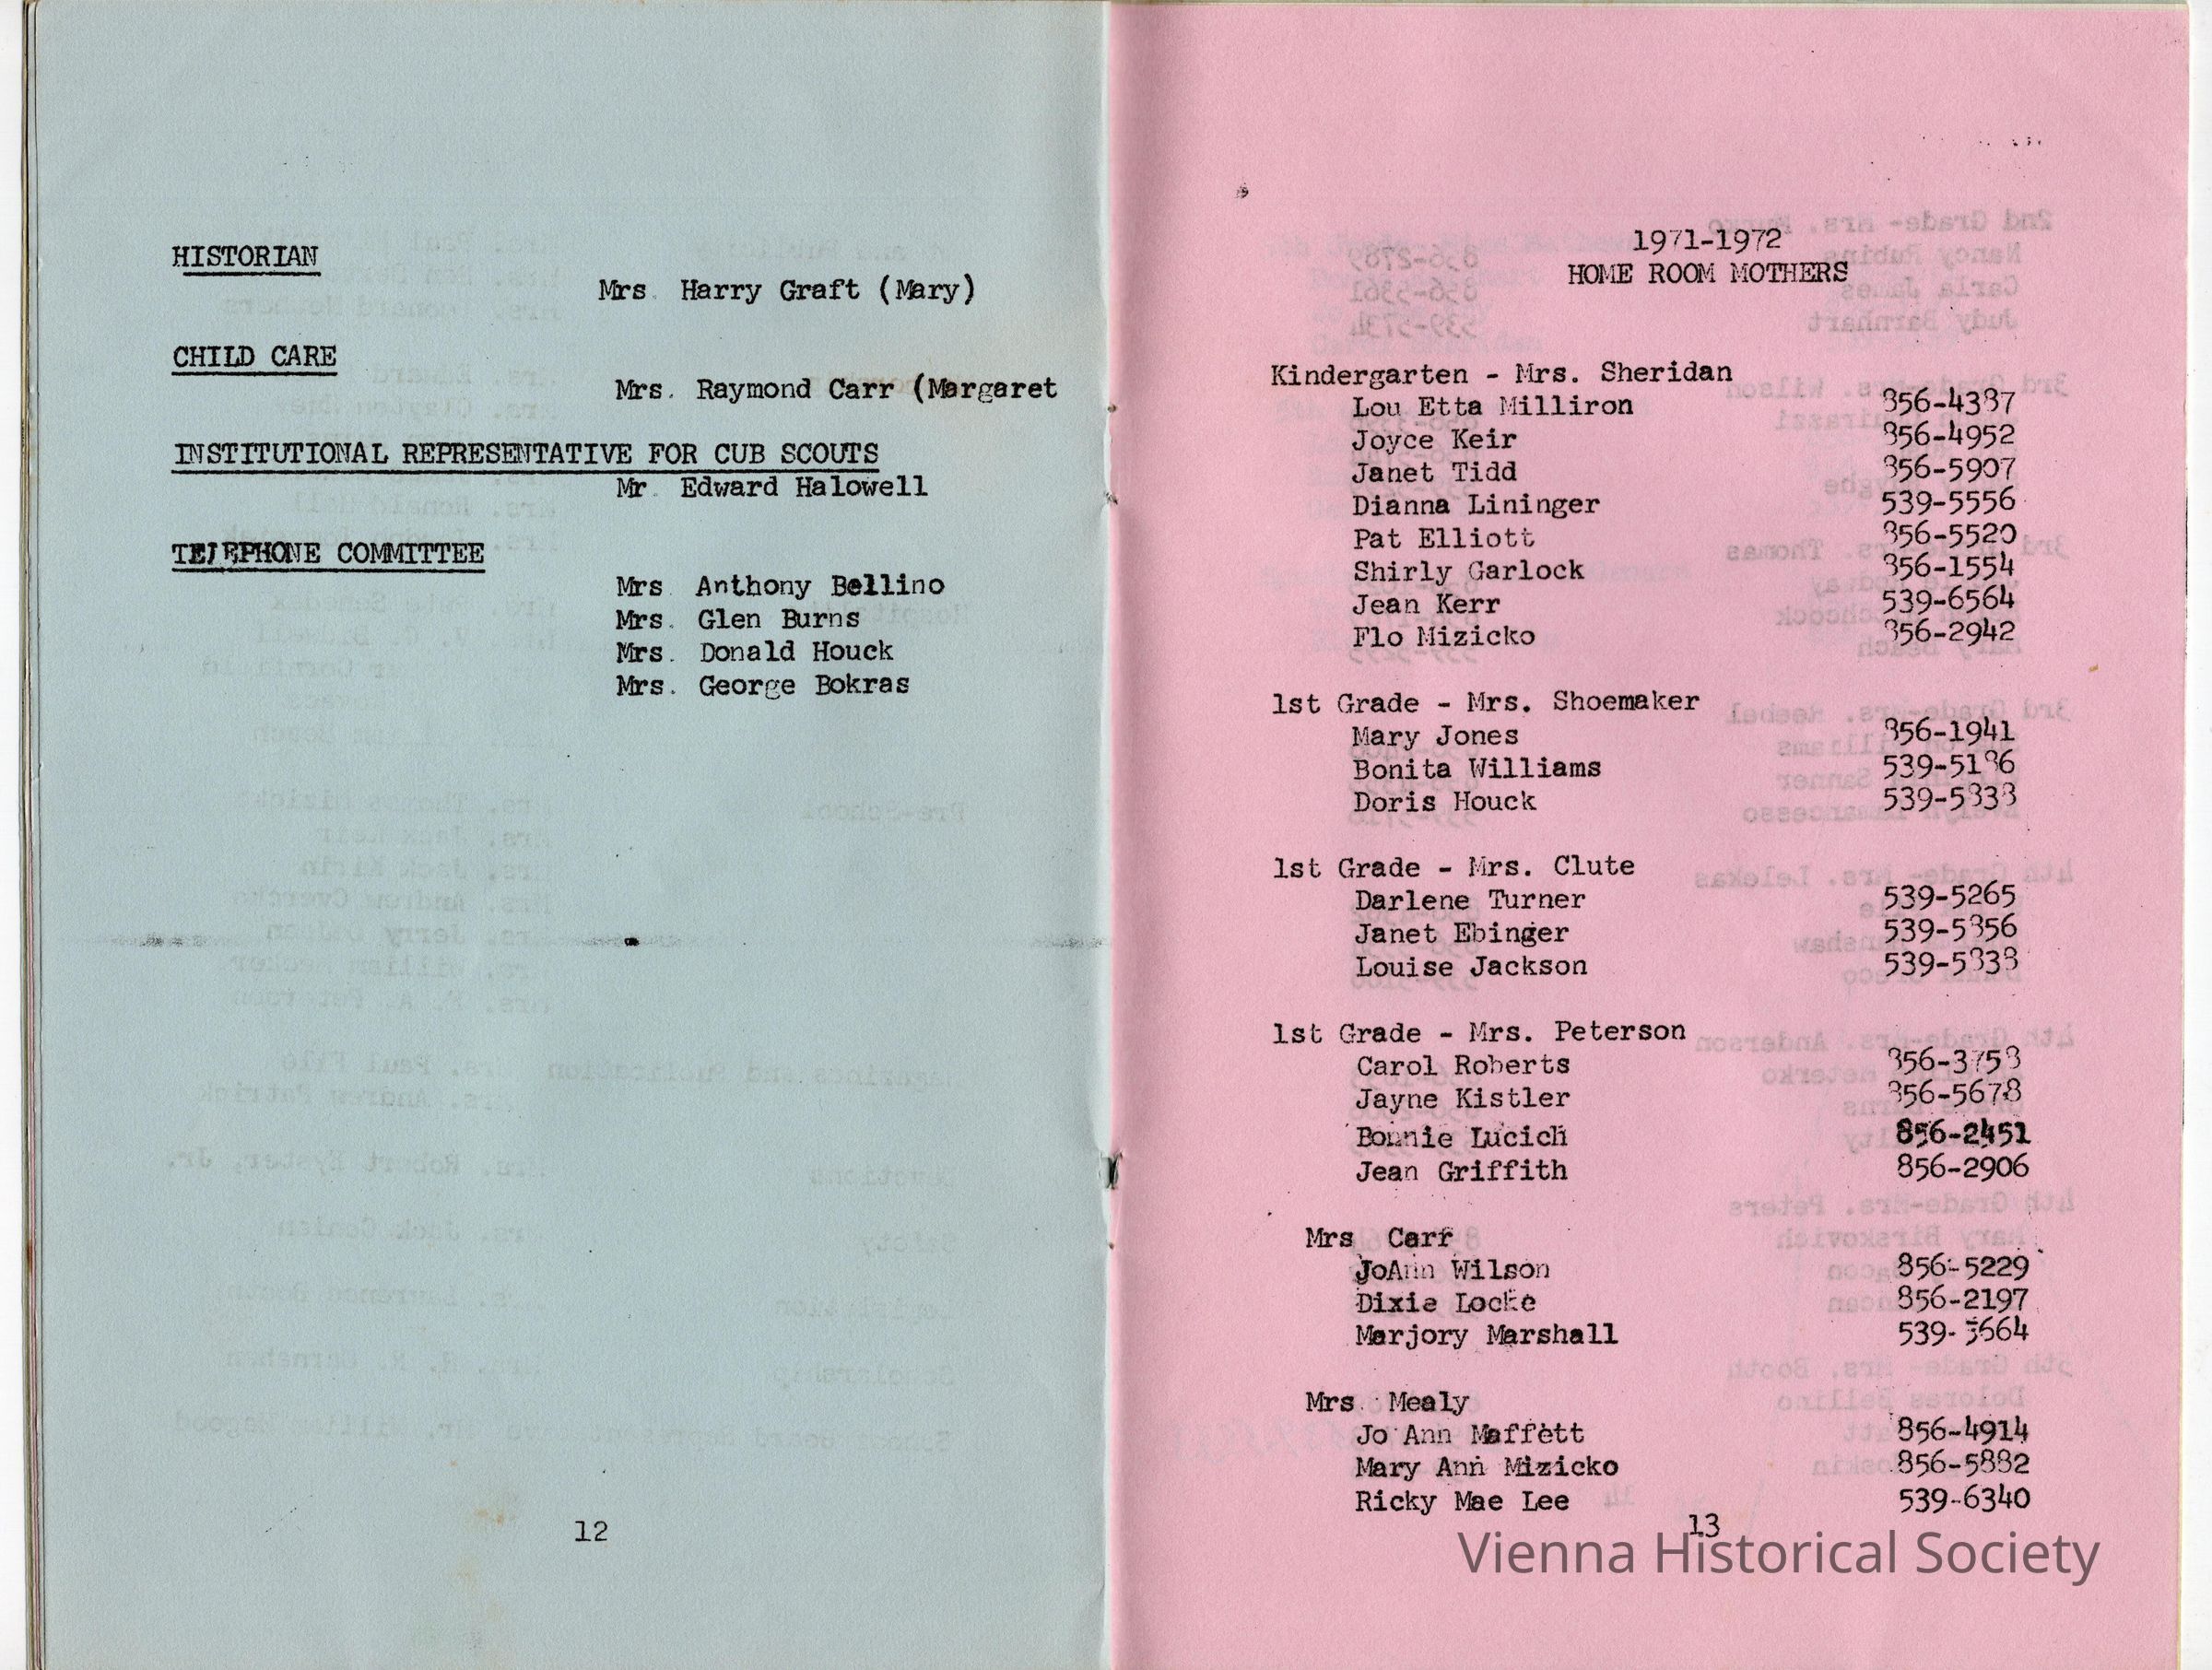 HISTORIAN
Mrs. Harry Graft (Mary)
CHILD CARE
Mrs. Raymond Carr (Margaret
INSTITUTIONAL REPRESENTATIVE FOR CUB SCOUTS
Mr. Edward Halowell
TELEPHONE COMMITTEE
Mrs. Anthony Bellino
Mrs. Glen Burns
Mrs. Donald Houck
Mrs. George Bokras
12
1971-1972
HOME ROOM MOTHERS
Kindergarten - Mrs. Sheridan
Lou Etta Milliron 856-4387
Joyce Keir 856-4952
Janet Tidd 856-5907
Dianna Lininger 539-5556
Pat Elliott 856-5520
Shirly Garlock 856-1554
Jean Kerr 539-6564
Flo Mizicko 856-2942
1st Grade - Mrs. Shoemaker
Mary Jones 856-1941
Bonita Williams 539-5186
Doris Houck
1st Grade - Mrs. Clute
Darlene Turner 539-5265
Janet Ebinger 539-5856
Louise Jackson
1st Grade - Mrs. Peterson
Carol Roberts 856-3758
Jayne Kistler 856-5678
Bonnie Lucich 856-2451
Jean Griffith 856-2906
Mrs. Carr
JoAnn Wilson 856-5229
Dixie Locke 856-2197
Marjory Marshall
Mrs. Mealy
Jo Ann Maffett 856-4914
Mary Ann Mizicko 856-5882
Ricky Mae Lee 539-6340
13
Vienna Historical Society